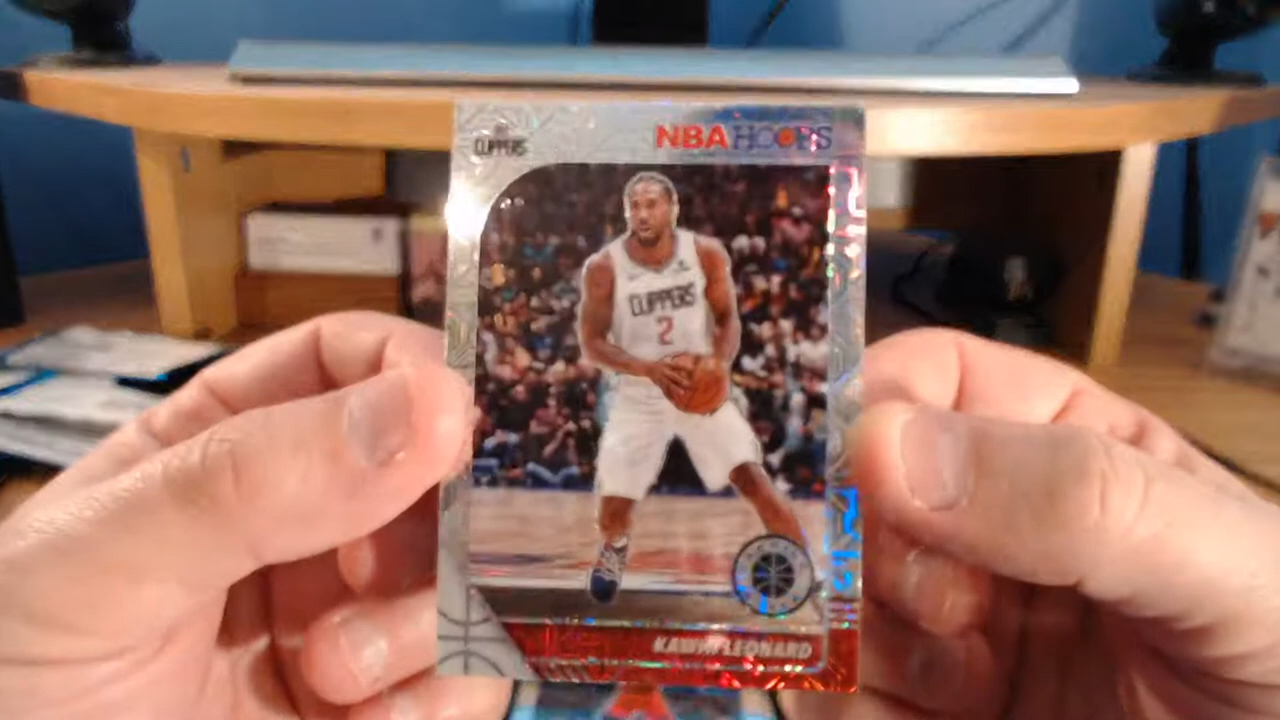 CLIPPERS
NBA HOOPS
CLIPPERS
2
KAWHI LEONARD